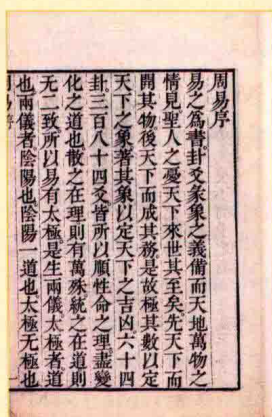 周易序
易之爲書卦爻彖象之義備而天地萬物之
情見聖人之憂天下來世其至矣先天下而
開其物後天下而成其務是故極其數以定
天下之象著其象以定天下之吉凶六十四
卦三百八十四爻皆所以順性命之理盡變
化之道也散之在理則有萬殊統之在道則
无二致所以易有太極是生兩儀太極者道
也兩儀者陰陽也陰陽一道也太極无極也